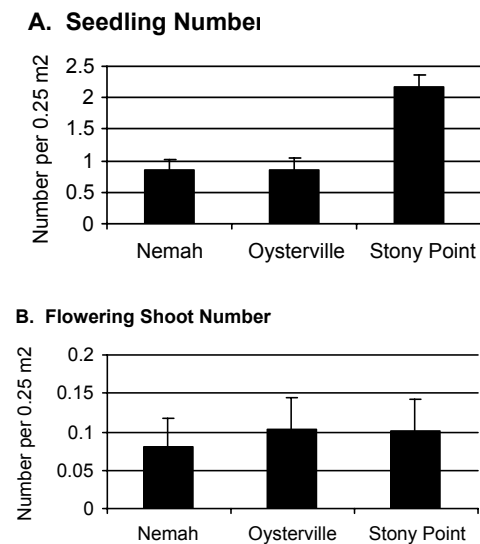 A. Seedling Number
Number per 0.25 m2
2.5
2
1.5
1
0.5
0
Nemah Oysterville Stony Point
B. Flowering Shoot Number
Number per 0.25 m2
0.2
0.15
0.1
0.05
0
Nemah Oysterville Stony Point